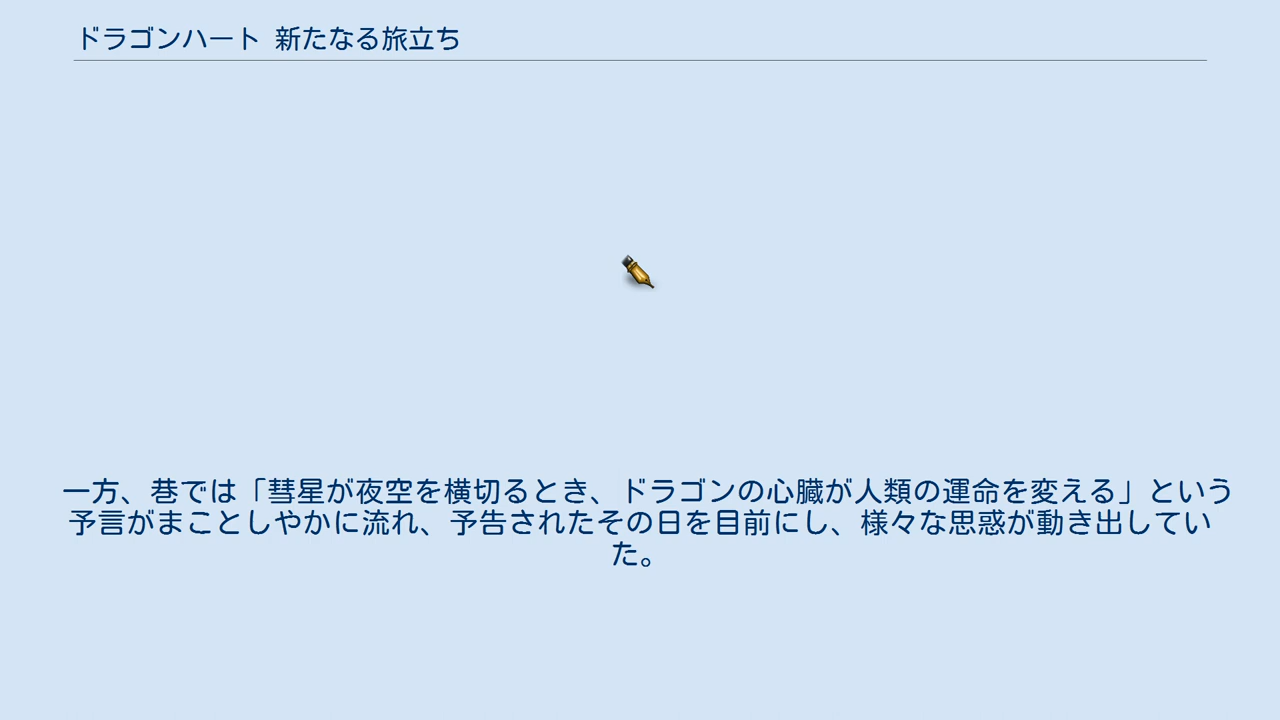 ドラゴンハート 新たなる旅立ち
一方、巷では「彗星が夜空を横切るとき、ドラゴンの心臓が人類の運命を変える」という
予言がまことしやかに流れ、予告されたその日を目前にし、様々な思惑が動き出してい
た。